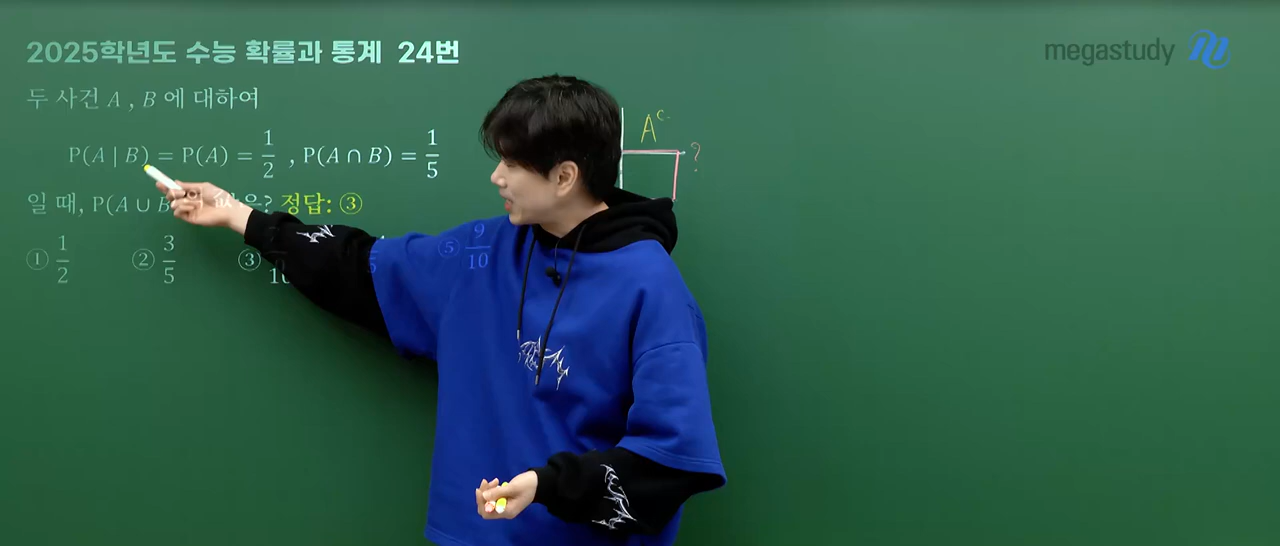 2025학년도 수능 확률과 통계 24번
megastudy
두 사건 A , B 에 대하여
P(A | B) = P(A) = 1/2 , P(A ∩ B) = 1/5
일 때, P(A ∪ B 은? 정답: ③
① 1/2 ② 3/5 ③ ⑤ 9/10
A^c
?